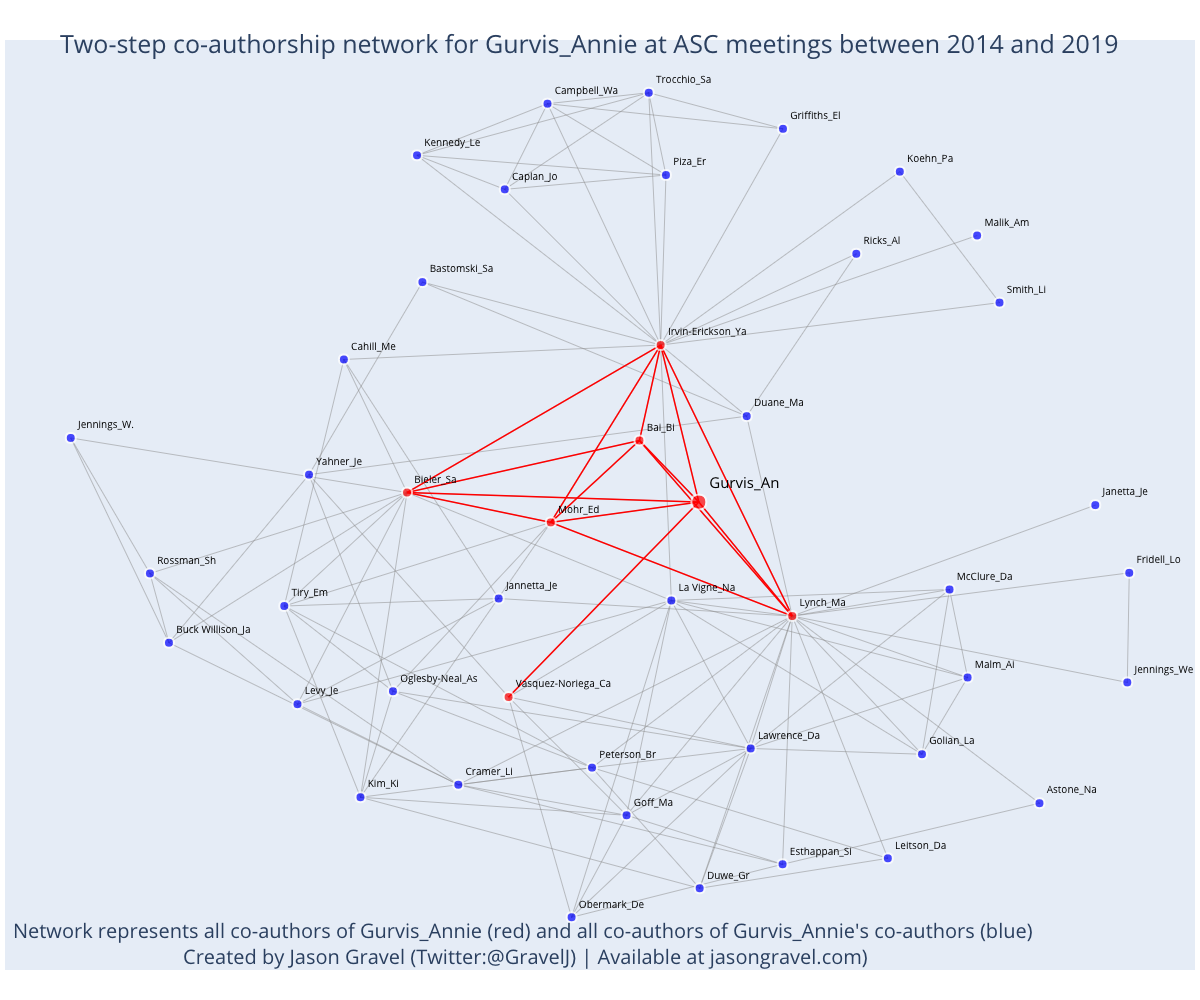 Two-step co-authorship network for Gurvis_Annie at ASC meetings between 2014 and 2019
Trocchio_Sa
Campbell_Wa
Griffiths_El
Kennedy_Le
Koehn_Pa
Piza_Er
Caplan_Jo
Malik_Am
Ricks_Al
Bastomski_Sa
Smith_Li
Irvin-Erickson_Ya
Cahill_Me
Duane_Ma
Jennings_W.
Bai_Bi
Yahner_Je
Bieler_Sa
Gurvis_An
Janetta_Je
Mohr_Ed
Rossman_Sh
Fridell_Lo
McClure_Da
Jannetta_Je
La Vigne_Na
Tiry_Em
Lynch_Ma
Buck Willison_Ja
Malm_Ai
Jennings_We
Oglesby-Neal_As
Vasquez-Noriega_Ca
Levy_Je
Lawrence_Da
Golian_La
Peterson_Br
Cramer_Li
Kim_Ki
Astone_Na
Goff_Ma
Leitson_Da
Esthappan_Si
Duwe_Gr
Obermark_De
Network represents all co-authors of Gurvis_Annie (red) and all co-authors of Gurvis_Annie's co-authors (blue)
Created by Jason Gravel (Twitter:@GravelJ) | Available at jasongravel.com)